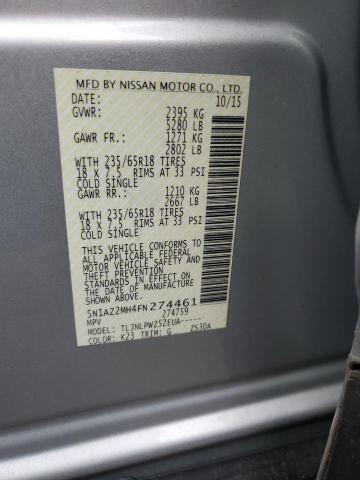 MFD BY NISSAN MOTOR CO., LTD.
DATE: 10/15
GVWR: 2395 KG
5280 LB
GAWR FR.: 1271 KG
2802 LB
WITH 235/65R18 TIRES
18 X 7.5 RIMS AT 33 PSI
COLD SINGLE
GAWR RR.: 1210 KG
2667 LB
WITH 235/65R18 TIRES
18 X 7.5 RIMS AT 33 PSI
COLD SINGLE
THIS VEHICLE CONFORMS TO
ALL APPLICABLE FEDERAL
MOTOR VEHICLE SAFETY
STANDARDS IN EFFECT ON
THE DATE OF MANUFACTURE
SHOWN ABOVE.
5N1AZ2MH4FN274461
MPV 274759
MODEL: TLJNLPWZ52EUA-----
COLOR: K23 TRIM: G Z530A